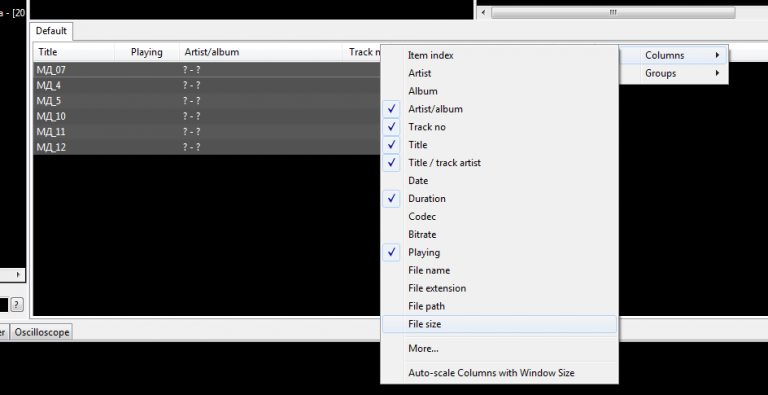 a - [20
Default
Title Playing Artist/album Track n
МД_07 ? - ?
МД_4 ? - ?
МД_5 ? - ?
МД_10 ? - ?
МД_11 ? - ?
МД_12 ? - ?
Item index
Artist
Album
Artist/album
Track no
Title
Title / track artist
Date
Duration
Codec
Bitrate
Playing
File name
File extension
File path
File size
More...
Auto-scale Columns with Window Size
Columns
Groups
?
er Oscilloscope